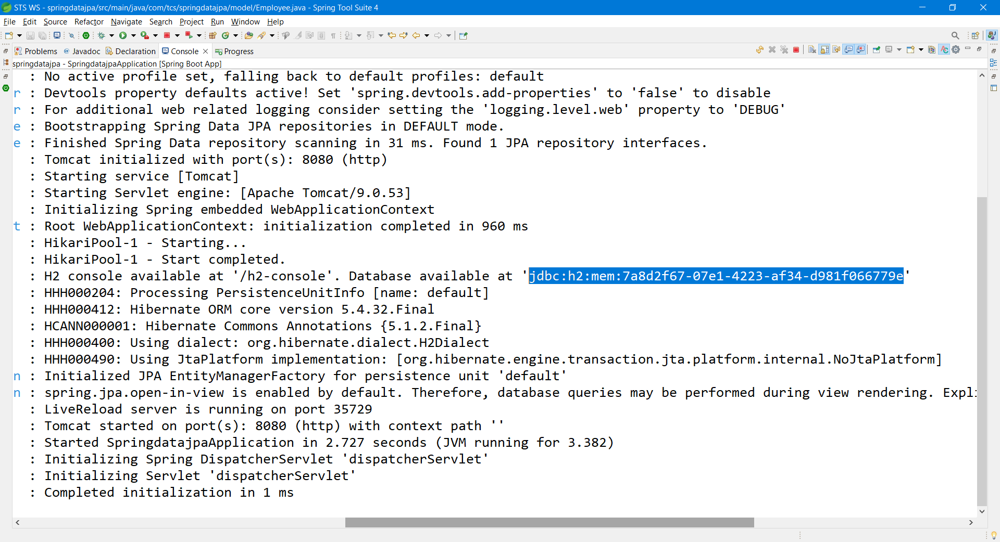 STS WS - springdatajpa/src/main/java/com/tcs/springdatajpa/model/Employee.java - Spring Tool Suite 4
File Edit Source Refactor Navigate Search Project Run Window Help
Problems @ Javadoc Declaration Console Progress
springdatajpa - SpringdatajpaApplication [Spring Boot App]
: No active profile set, falling back to default profiles: default
r : Devtools property defaults active! Set 'spring.devtools.add-properties' to 'false' to disable
r : For additional web related logging consider setting the 'logging.level.web' property to 'DEBUG'
e : Bootstrapping Spring Data JPA repositories in DEFAULT mode.
e : Finished Spring Data repository scanning in 31 ms. Found 1 JPA repository interfaces.
: Tomcat initialized with port(s): 8080 (http)
: Starting service [Tomcat]
: Starting Servlet engine: [Apache Tomcat/9.0.53]
: Initializing Spring embedded WebApplicationContext
t : Root WebApplicationContext: initialization completed in 960 ms
: HikariPool-1 - Starting...
: HikariPool-1 - Start completed.
: H2 console available at '/h2-console'. Database available at 'jdbc:h2:mem:7a8d2f67-07e1-4223-af34-d981f066779e'
: HHH000204: Processing PersistenceUnitInfo [name: default]
: HHH000412: Hibernate ORM core version 5.4.32.Final
: HCANN000001: Hibernate Commons Annotations {5.1.2.Final}
: HHH000400: Using dialect: org.hibernate.dialect.H2Dialect
: HHH000490: Using JtaPlatform implementation: [org.hibernate.engine.transaction.jta.platform.internal.NoJtaPlatform]
n : Initialized JPA EntityManagerFactory for persistence unit 'default'
n : spring.jpa.open-in-view is enabled by default. Therefore, database queries may be performed during view rendering. Expli
: LiveReload server is running on port 35729
: Tomcat started on port(s): 8080 (http) with context path ''
: Started SpringdatajpaApplication in 2.727 seconds (JVM running for 3.382)
: Initializing Spring DispatcherServlet 'dispatcherServlet'
: Initializing Servlet 'dispatcherServlet'
: Completed initialization in 1 ms